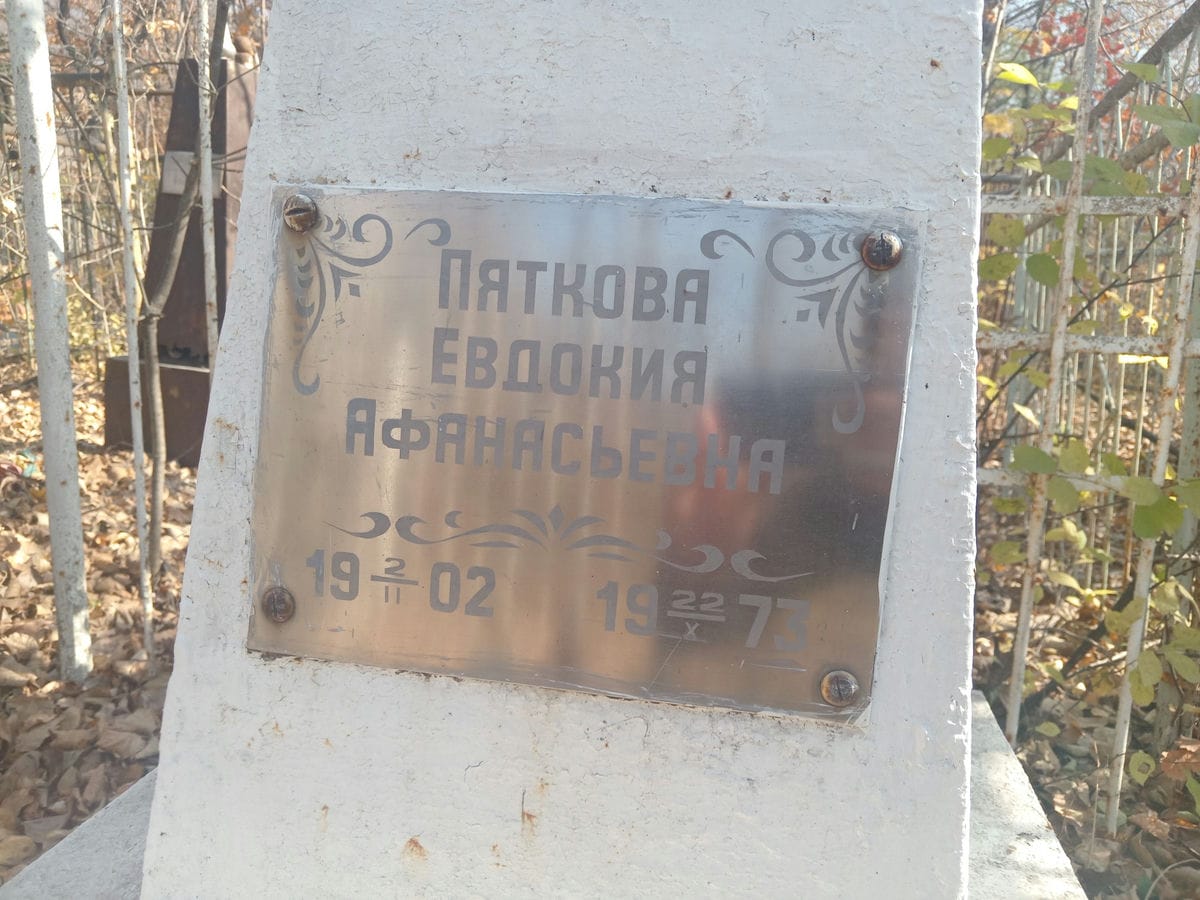 Пяткова
Евдокия
Афанасьевна
19 2/II 02 19 22/X 73